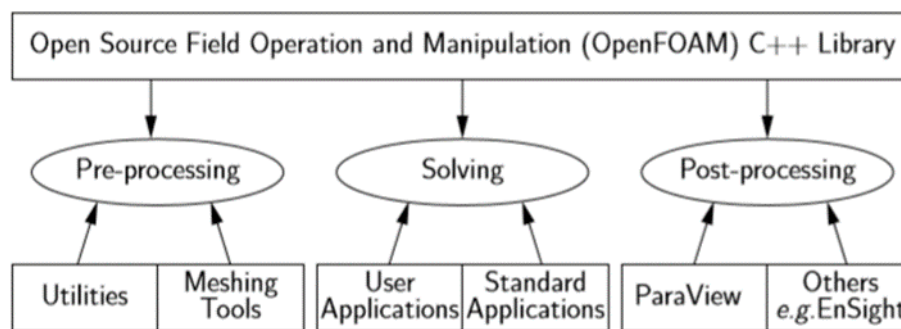 Open Source Field Operation and Manipulation (OpenFOAM) C++ Library
Pre-processing
Solving
Post-processing
Utilities
Meshing
Tools
User
Applications
Standard
Applications
ParaView
Others
e.g.EnSight